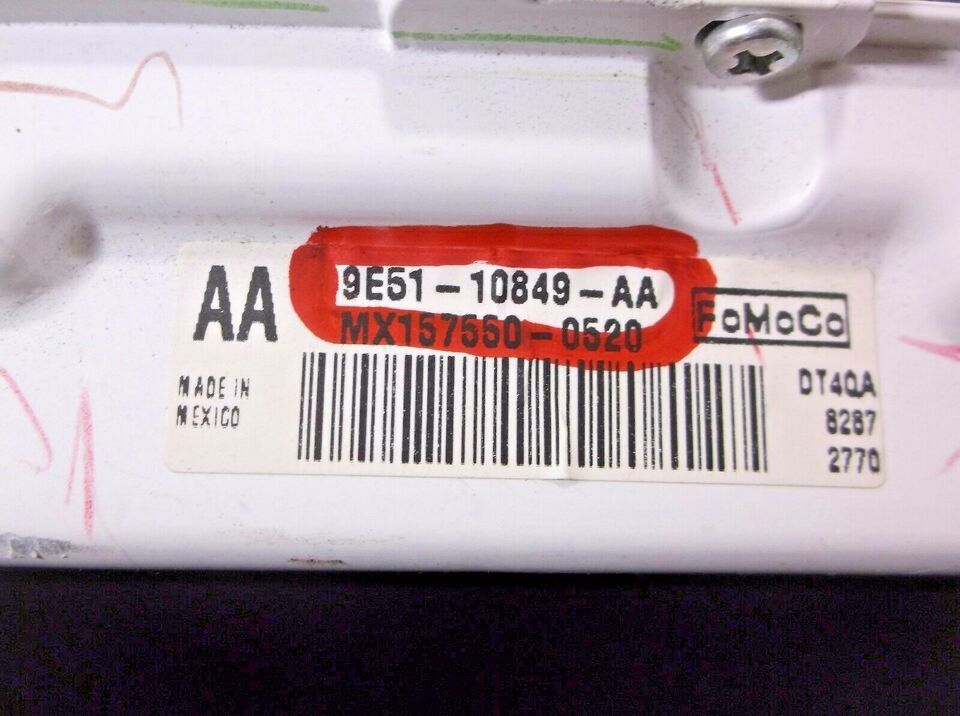 AA
9E51-10849-AA
MX157550-0520
FoMoCo
MADE IN
MEXICO
DT4QA
8287
2770